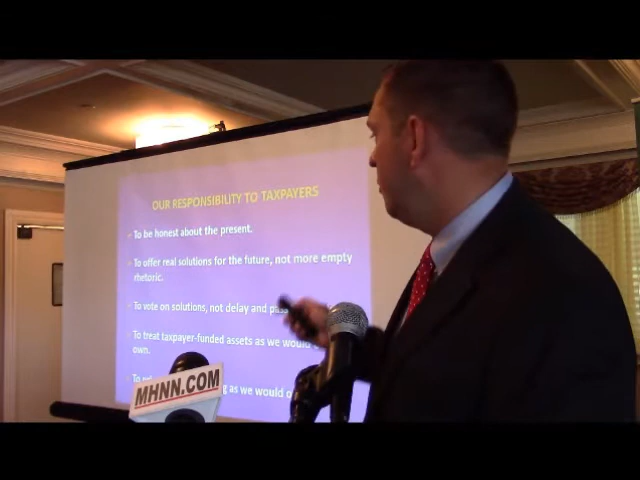 OUR RESPONSIBILITY TO TAXPAYERS
To be honest about the present.
To offer real solutions for the future, not more empty
rhetoric.
To vote on solutions, not delay and
To treat taxpayer-funded assets as we would
own.
To
as we would
MHNN.COM